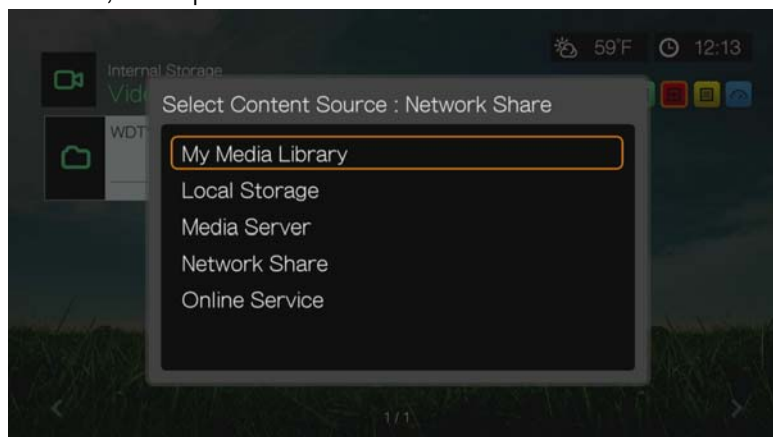 59°F 12:13
Internal Storage
Vide
Select Content Source : Network Share
WDT
My Media Library
Local Storage
Media Server
Network Share
Online Service
1/1